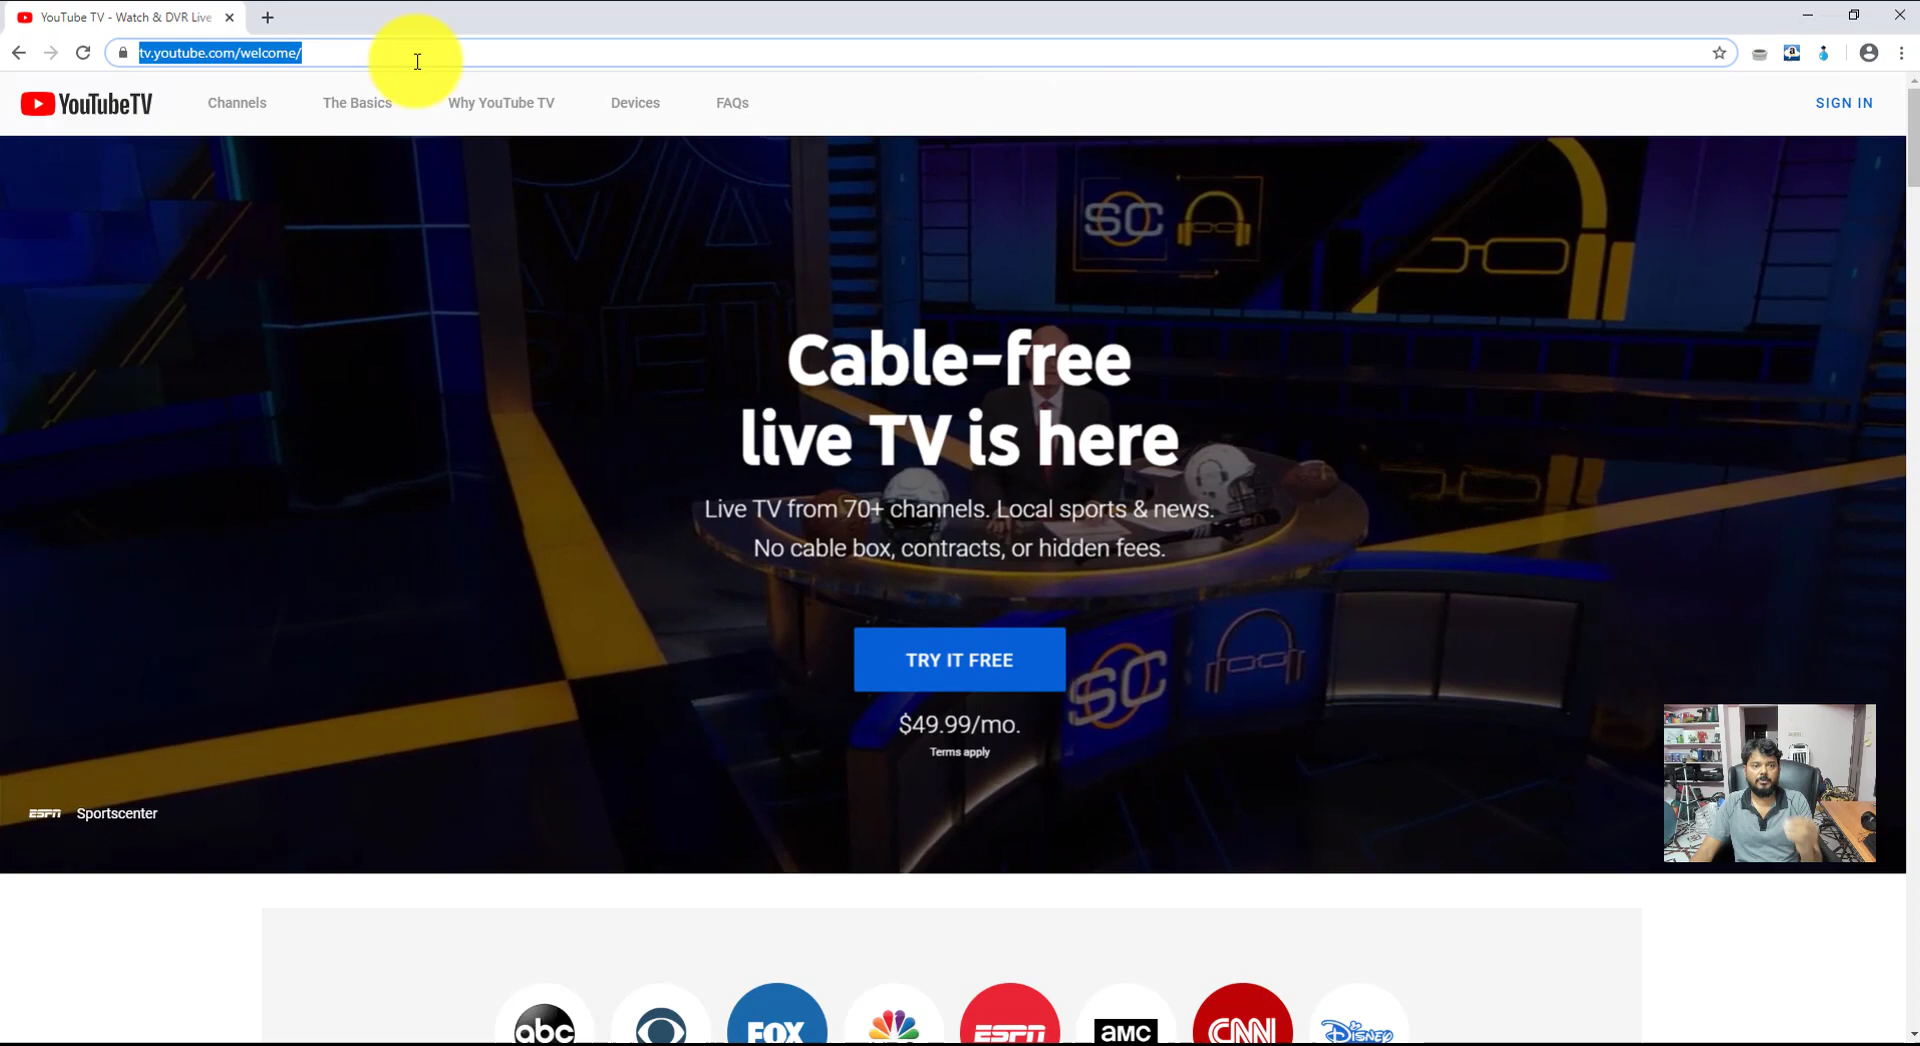 YouTube TV - Watch & DVR Live
tv.youtube.com/welcome/
YouTubeTV
Channels
The Basics
Why YouTube TV
Devices
FAQs
SIGN IN
SC
Cable-free
live TV is here
Live TV from 70+ channels. Local sports & news.
No cable box, contracts, or hidden fees.
TRY IT FREE
SC
$49.99/mo.
Terms apply
ESPN Sportscenter
abc
FOX
ESPN
aMC
CNN
Disney